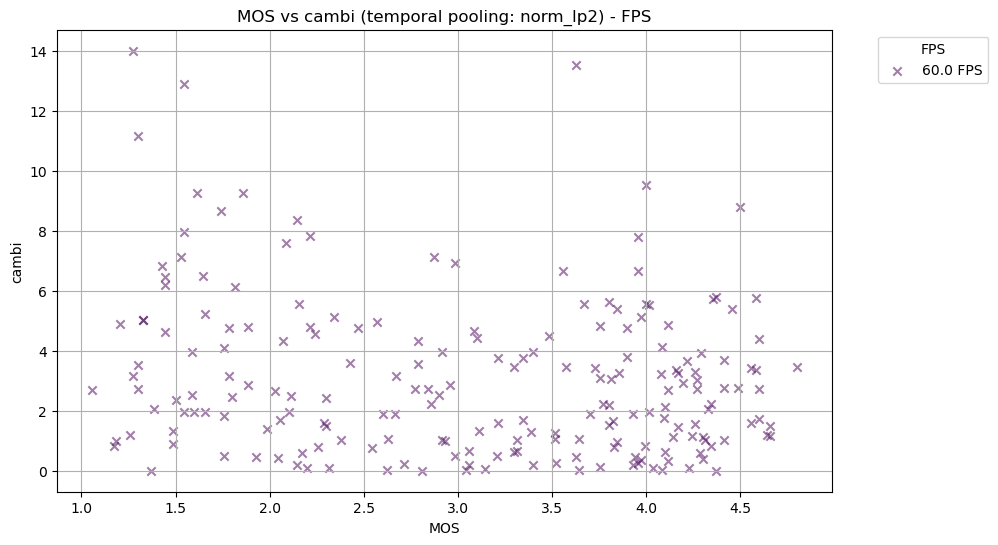 MOS vs cambi (temporal pooling: norm_lp2) - FPS
FPS
60.0 FPS
14
12
10
8
6
4
2
0
cambi
1.0 1.5 2.0 2.5 3.0 3.5 4.0 4.5
MOS